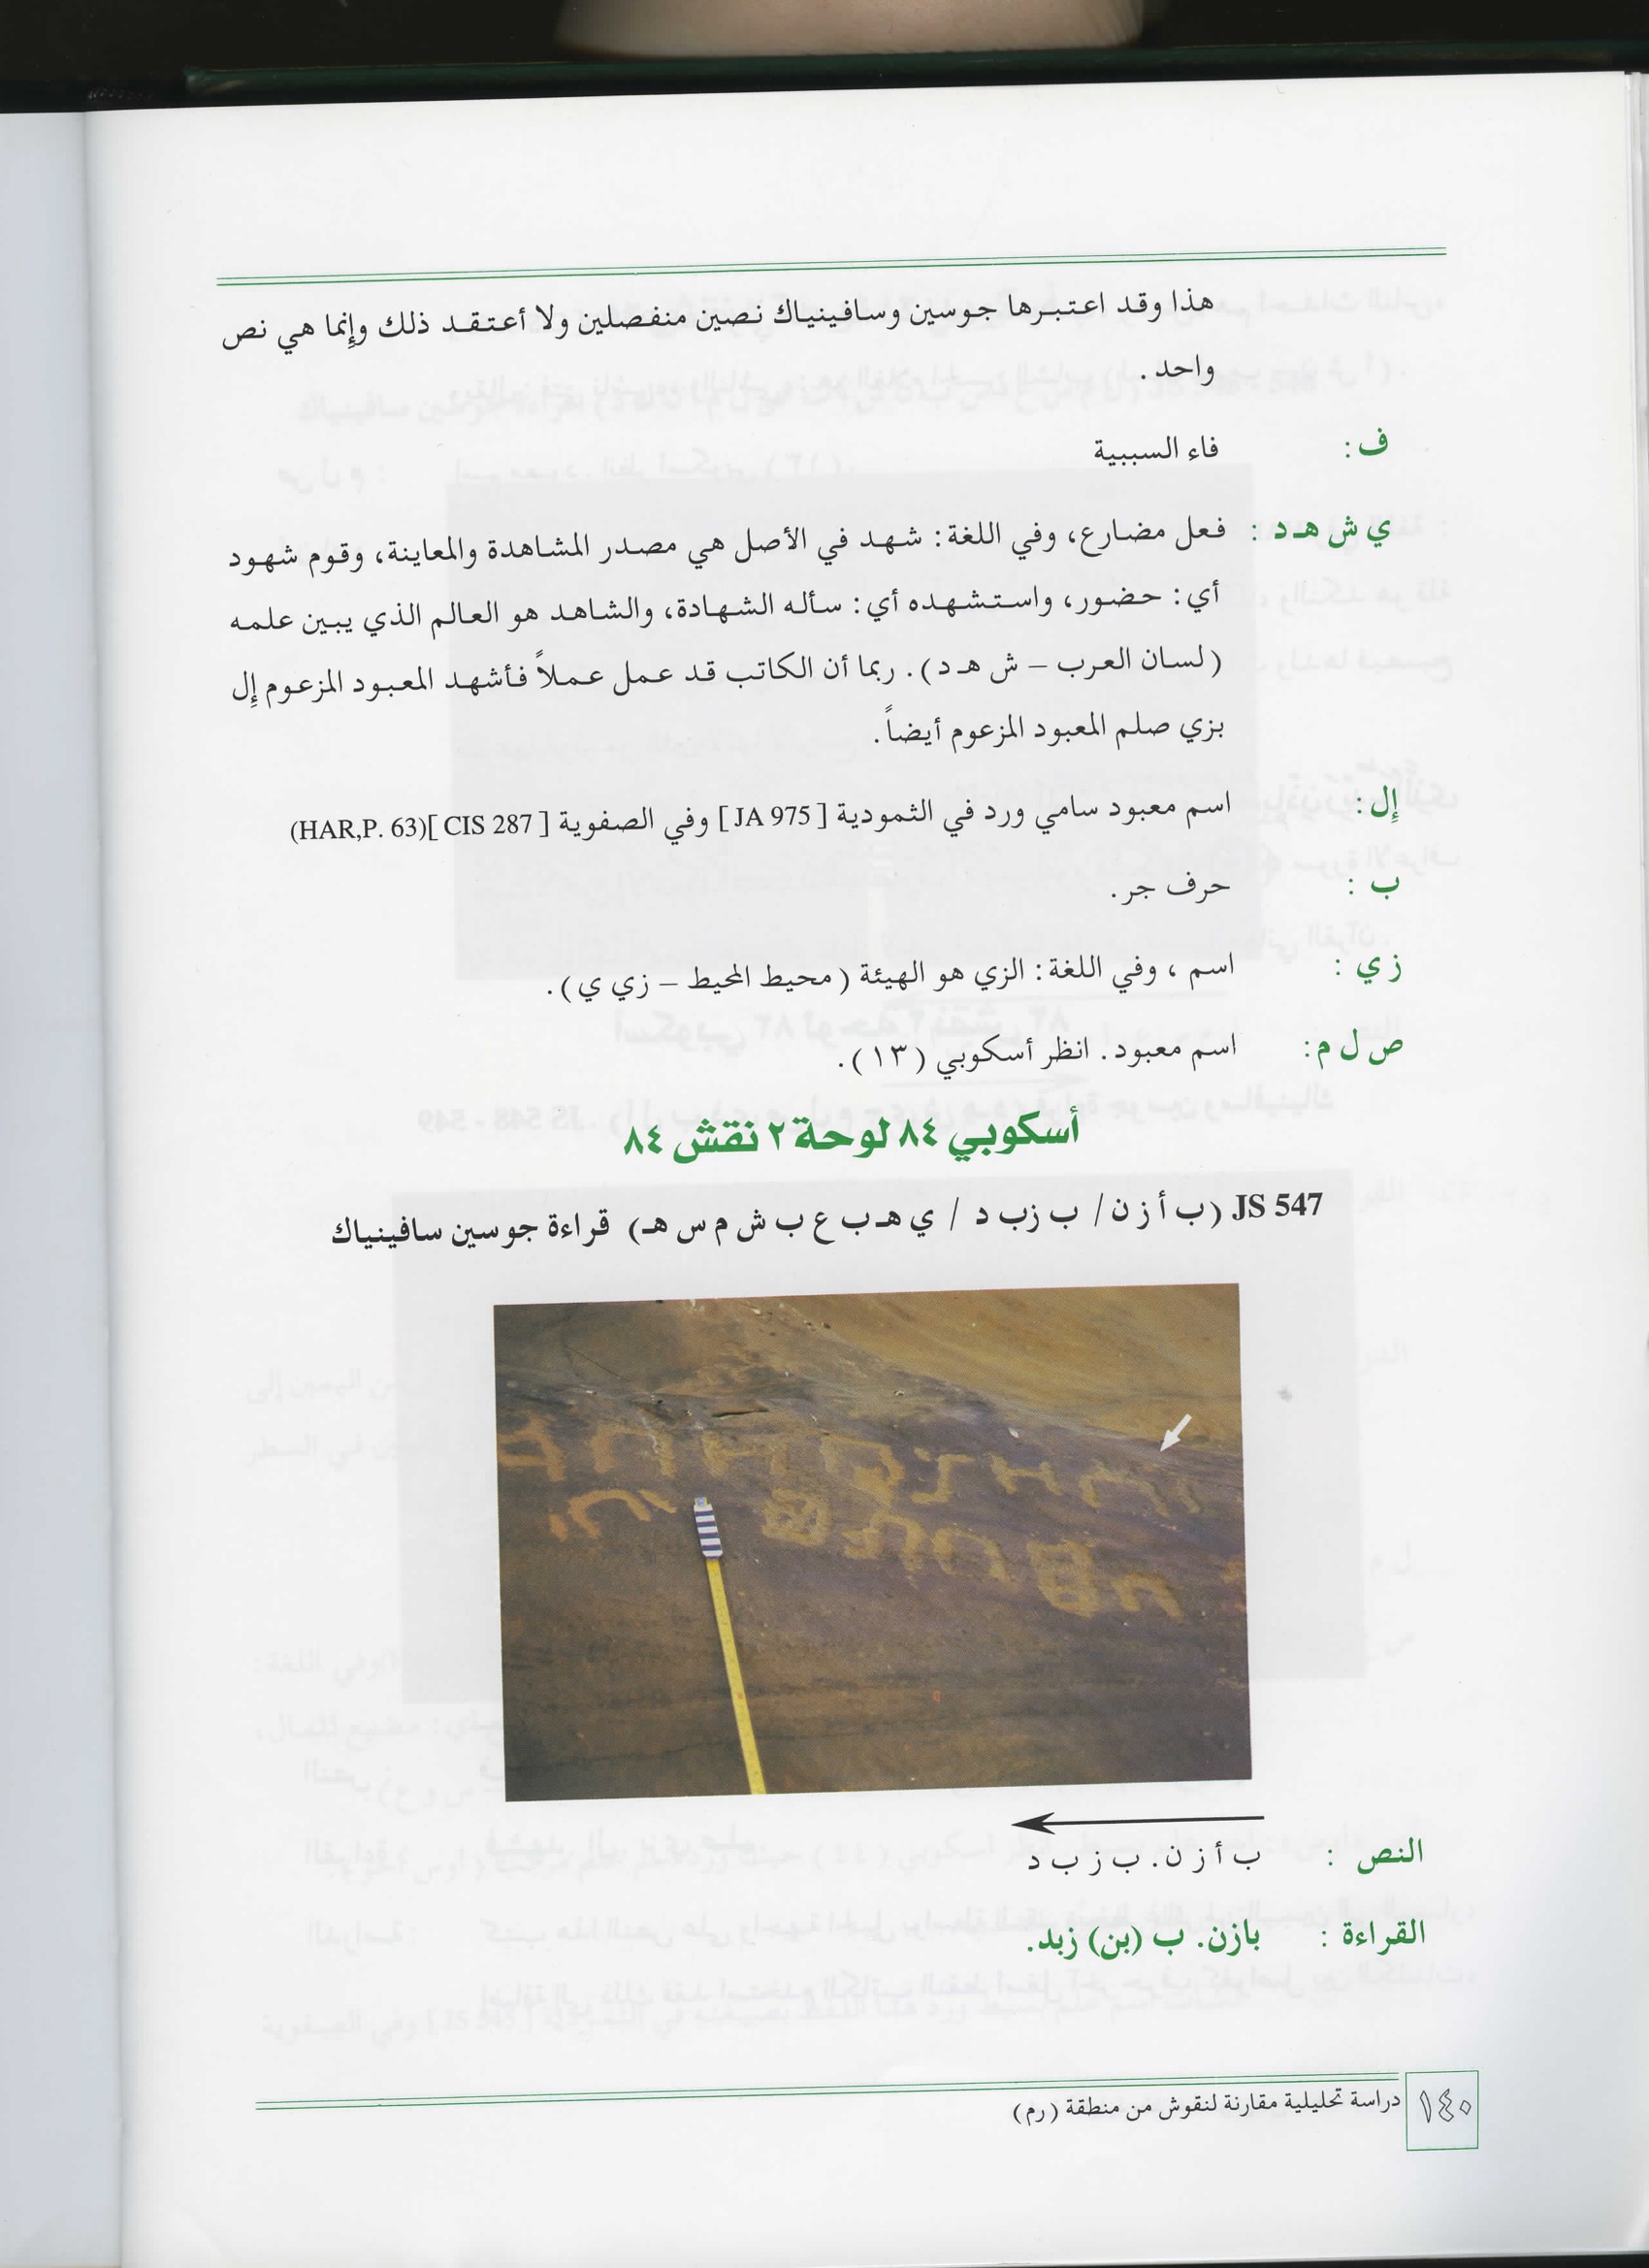 هذا وقد اعتبرها جوسين وسافينياك نصين منفصلين ولا أعتقد ذلك وإنما هي نص
واحد .
ف : فاء السببية
ي ش هـ د : فعل مضارع، وفي اللغة : شهد في الأصل هي مصدر المشاهدة والمعاينة، وقوم شهود
أي : حضور، واستشهده أي : سأله الشهادة، والشاهد هو العالم الذي يبين علمه
( لسان العرب – ش هـ د ) . ربما أن الكاتب قد عمل عملاً فأشهد المعبود المزعوم إل
بزي صلم المعبود المزعوم أيضاً .
إل : اسم معبود سامي ورد في الثمودية [ JA 975 ] وفي الصفوية [ CIS 287 ](HAR,P. 63)
ب : حرف جر .
ز ي : اسم ، وفي اللغة : الزي هو الهيئة ( محيط المحيط – زي ي ) .
ص ل م : اسم معبود . انظر أسكوبي ( ١٣ ) .
أسكوبي ٨٤ لوحة ٢ نقش ٨٤
JS 547 ( ب أ ز ن / ب ز ب د / ي هـ ب ع ب ش م س هـ ) قراءة جوسين سافينياك
النص : ب أ ز ن . ب ز ب د
القراءة : بازن. ب (بن) زبد.
١٤٠ دراسة تحليلية مقارنة لنقوش من منطقة ( رم )